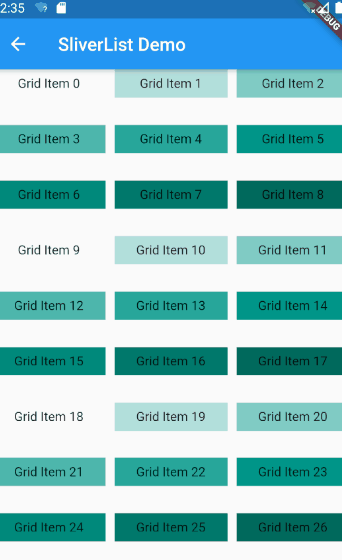 2:35
DEBUG
SliverList Demo
Grid Item 0 Grid Item 1 Grid Item 2
Grid Item 3 Grid Item 4 Grid Item 5
Grid Item 6 Grid Item 7 Grid Item 8
Grid Item 9 Grid Item 10 Grid Item 11
Grid Item 12 Grid Item 13 Grid Item 14
Grid Item 15 Grid Item 16 Grid Item 17
Grid Item 18 Grid Item 19 Grid Item 20
Grid Item 21 Grid Item 22 Grid Item 23
Grid Item 24 Grid Item 25 Grid Item 26